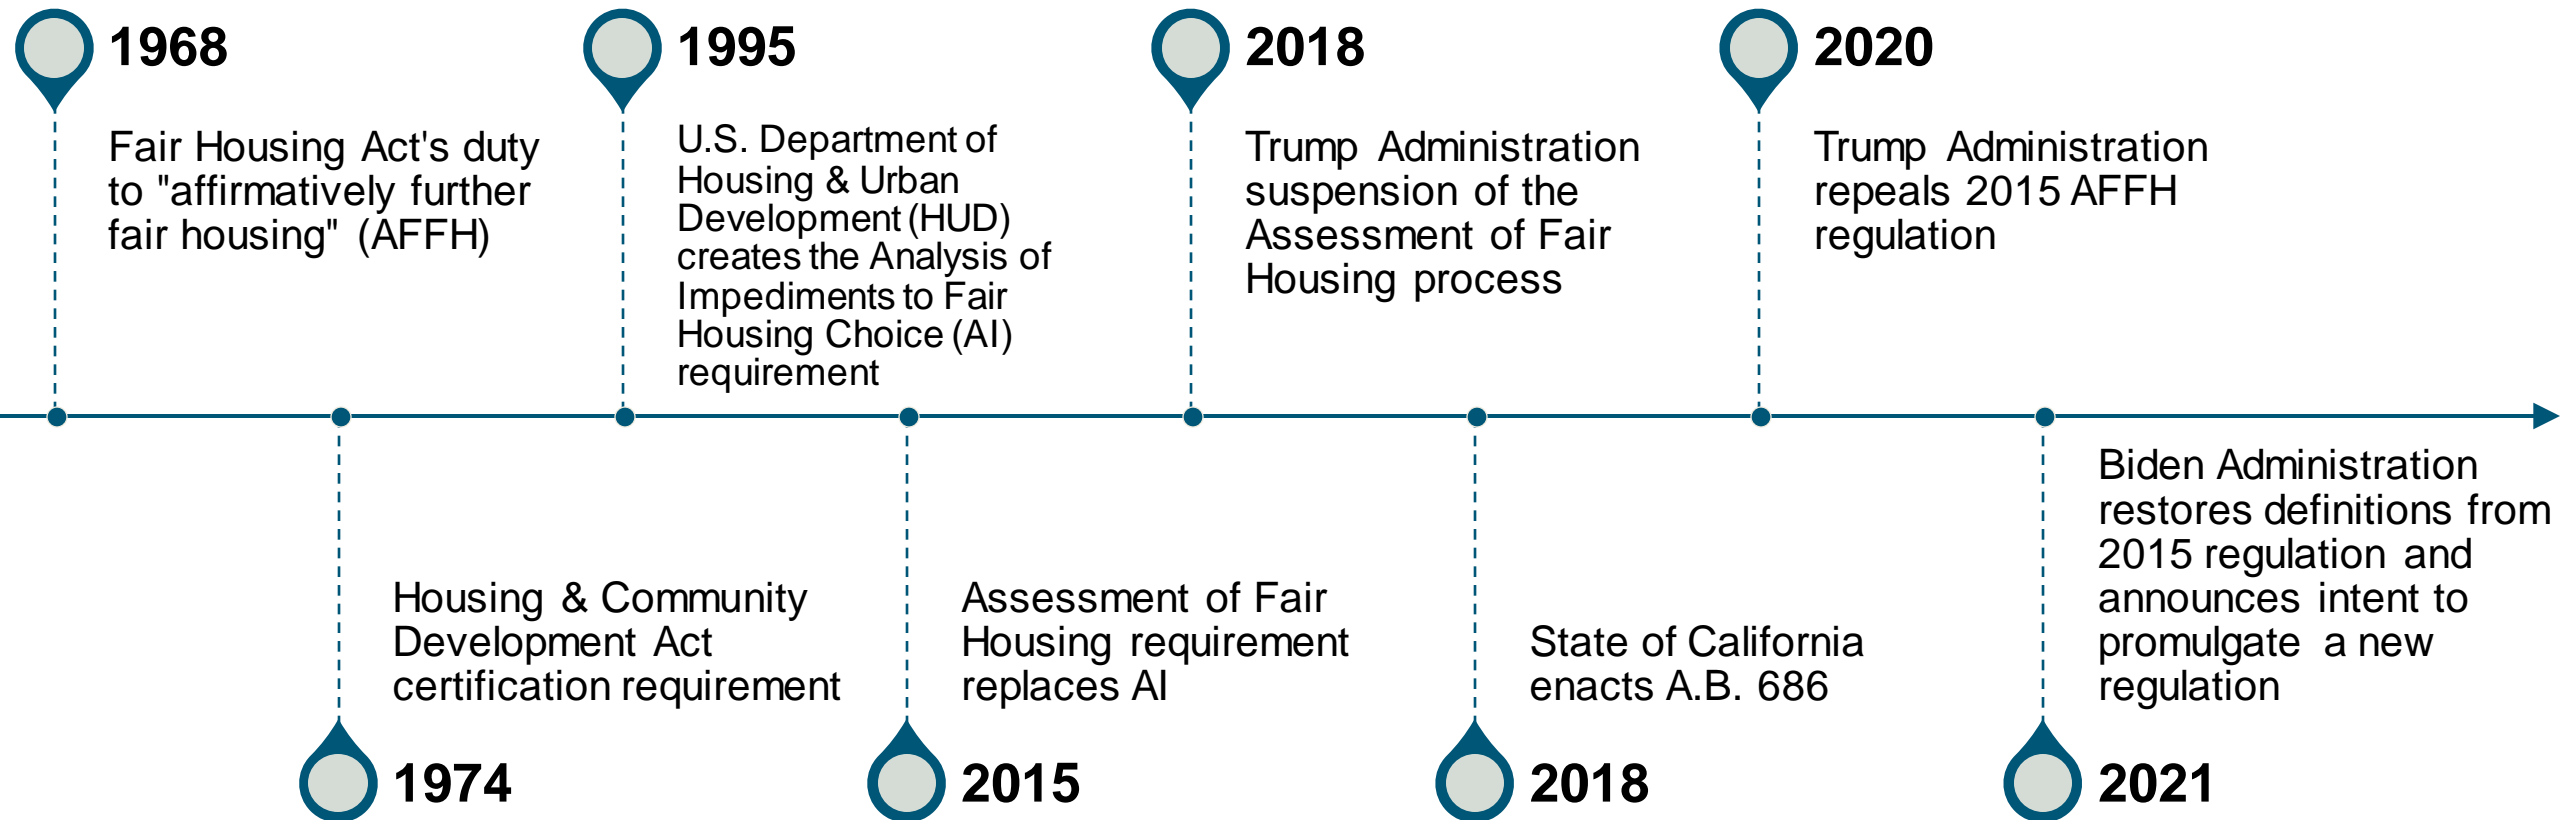 1968
Fair Housing Act's duty
to "affirmatively further
fair housing" (AFFH)
1974
Housing & Community
Development Act
certification requirement
1995
U.S. Department of
Housing & Urban
Development (HUD)
creates the Analysis of
Impediments to Fair
Housing Choice (AI)
requirement
2015
Assessment of Fair
Housing requirement
replaces AI
2018
Trump Administration
suspension of the
Assessment of Fair
Housing process
2018
State of California
enacts A.B. 686
2020
Trump Administration
repeals 2015 AFFH
regulation
2021
Biden Administration
restores definitions from
2015 regulation and
announces intent to
promulgate a new
regulation